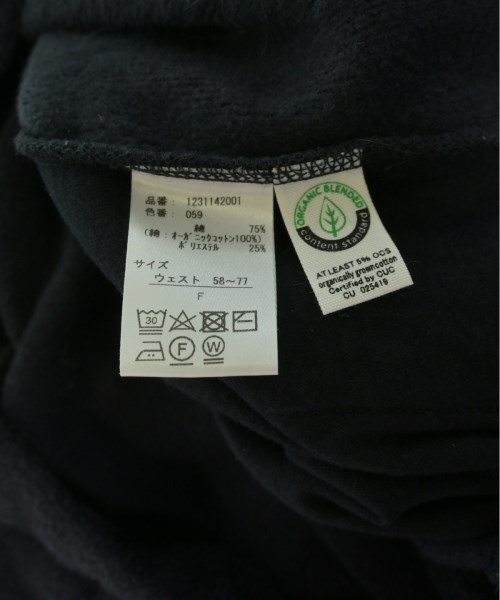 品番: 1231142001
色番: 059
綿 75%
(綿:オーガニックコットン100%)
ポリエステル 25%
サイズ
ウェスト 58～77
F
30
F W
ORGANIC BLENDED
content standard
AT LEAST 5% OCS
organically grown cotton
Certified by CUC
CU 025419